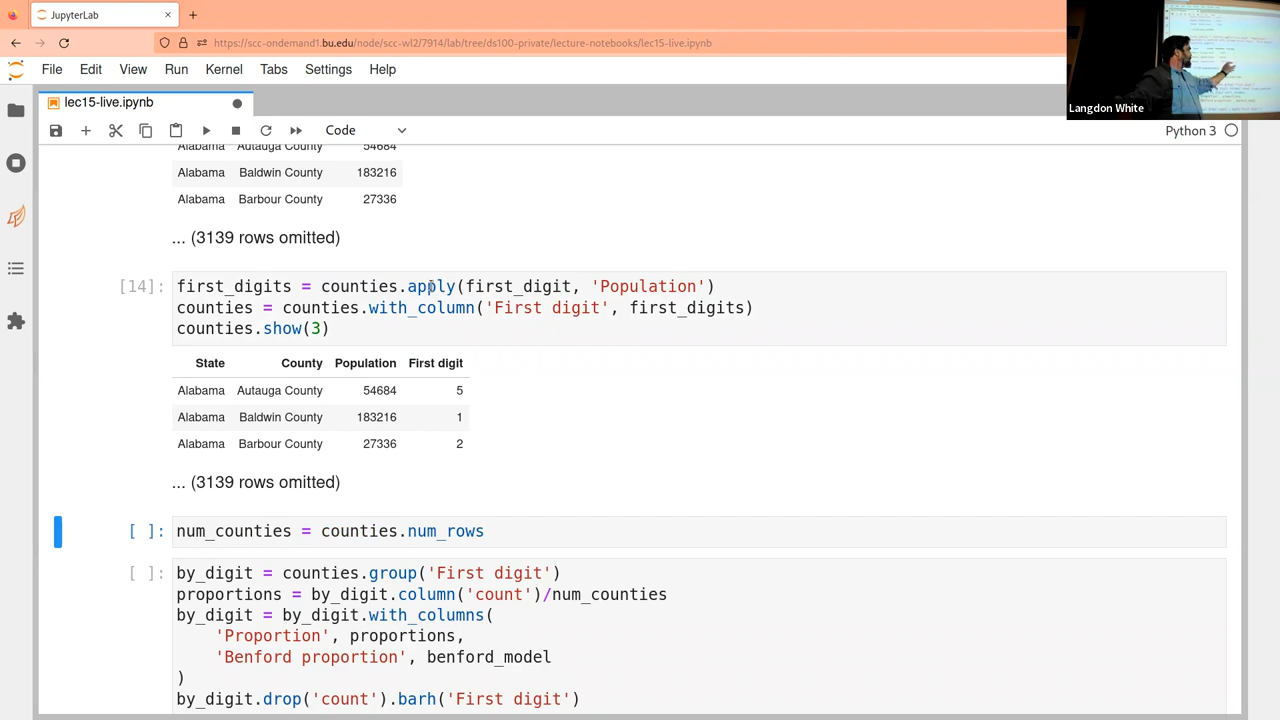 JupyterLab
https://scc-ondemand1.bu.edu/node/scc-wl2/7914/lab/tree/ds100-private/lecture-notebooks/lec15-live.ipynb
File Edit View Run Kernel Tabs Settings Help
Langdon White
lec15-live.ipynb
Code
Python 3
Alabama Autauga County 54684
Alabama Baldwin County 183216
Alabama Barbour County 27336
... (3139 rows omitted)
[14]: first_digits = counties.apply(first_digit, 'Population')
counties = counties.with_column('First digit', first_digits)
counties.show(3)
State County Population First digit
Alabama Autauga County 54684 5
Alabama Baldwin County 183216 1
Alabama Barbour County 27336 2
... (3139 rows omitted)
[ ]: num_counties = counties.num_rows
[ ]: by_digit = counties.group('First digit')
proportions = by_digit.column('count')/num_counties
by_digit = by_digit.with_columns(
'Proportion', proportions,
'Benford proportion', benford_model
)
by_digit.drop('count').barh('First digit')